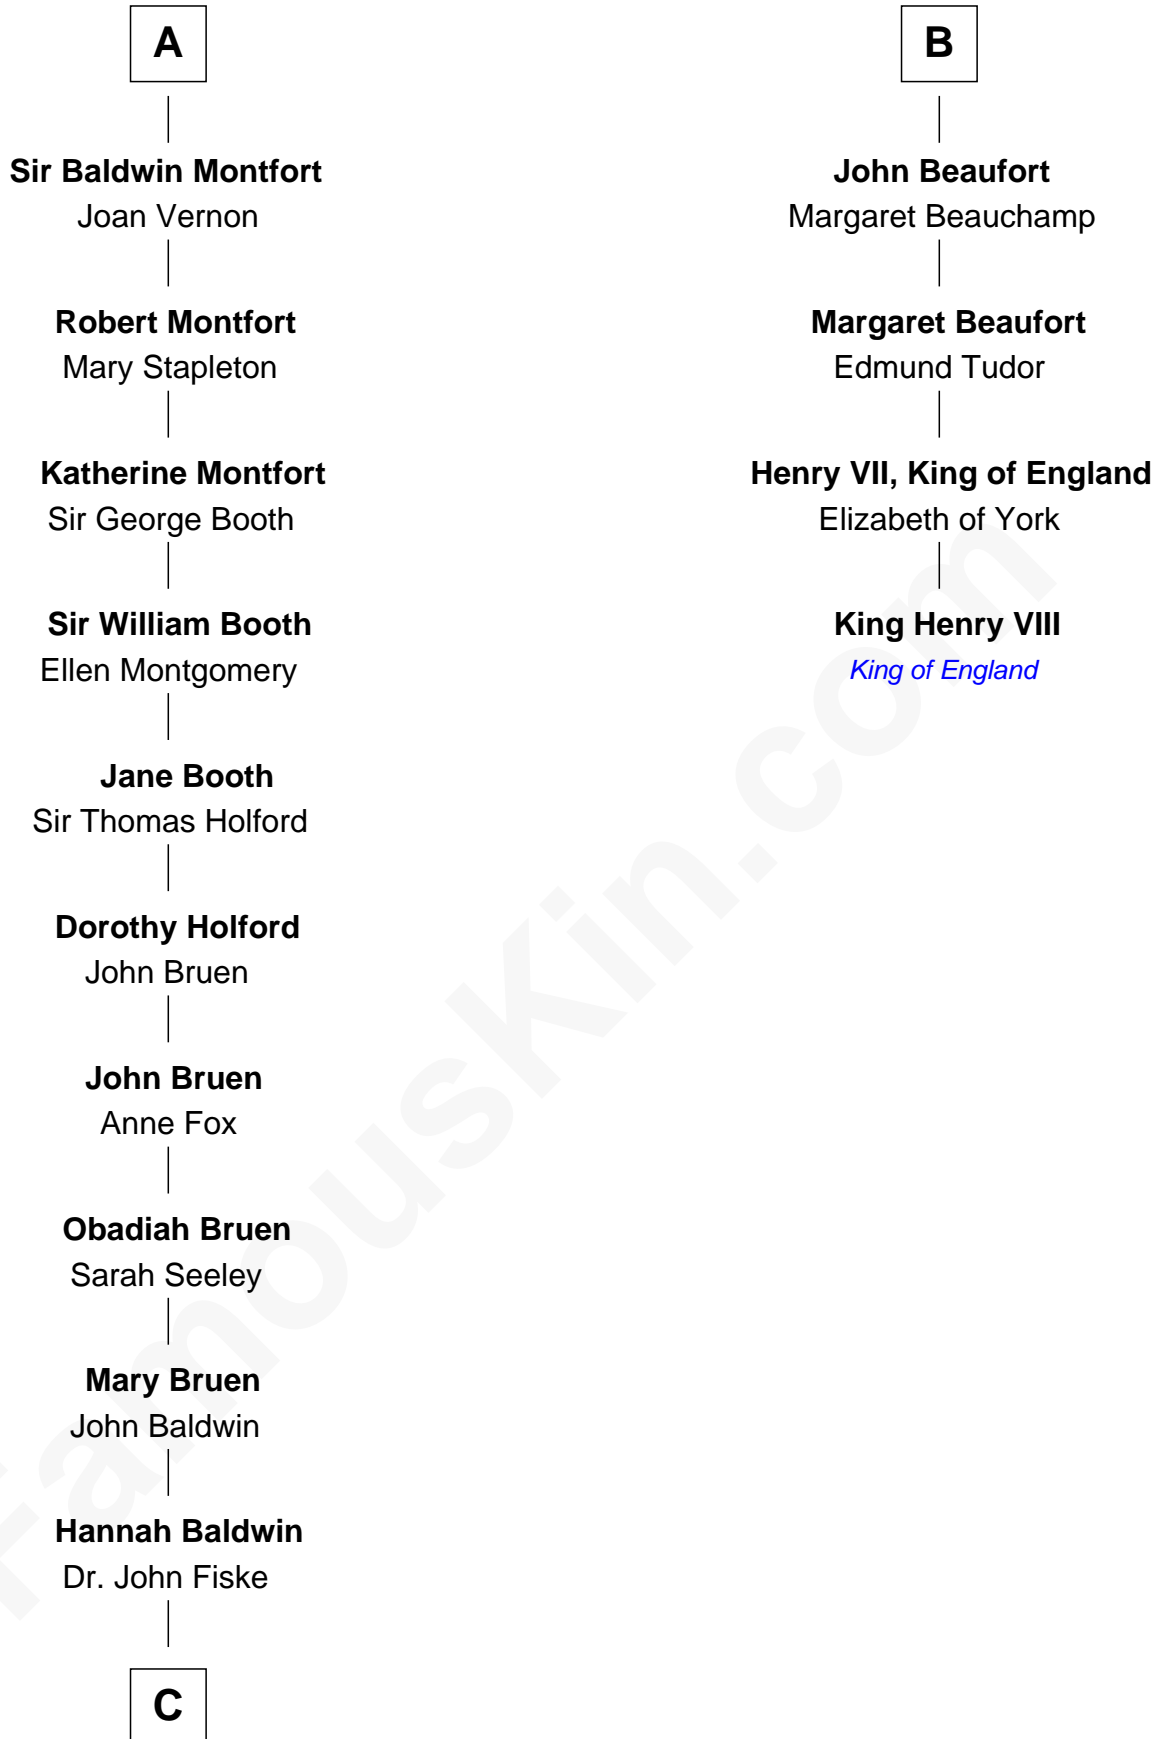 A
Sir Baldwin Montfort
Joan Vernon
Robert Montfort
Mary Stapleton
Katherine Montfort
Sir George Booth
Sir William Booth
Ellen Montgomery
Jane Booth
Sir Thomas Holford
Dorothy Holford
John Bruen
John Bruen
Anne Fox
Obadiah Bruen
Sarah Seeley
Mary Bruen
John Baldwin
Hannah Baldwin
Dr. John Fiske
C
B
John Beaufort
Margaret Beauchamp
Margaret Beaufort
Edmund Tudor
Henry VII, King of England
Elizabeth of York
King Henry VIII
King of England
FamousKin.com